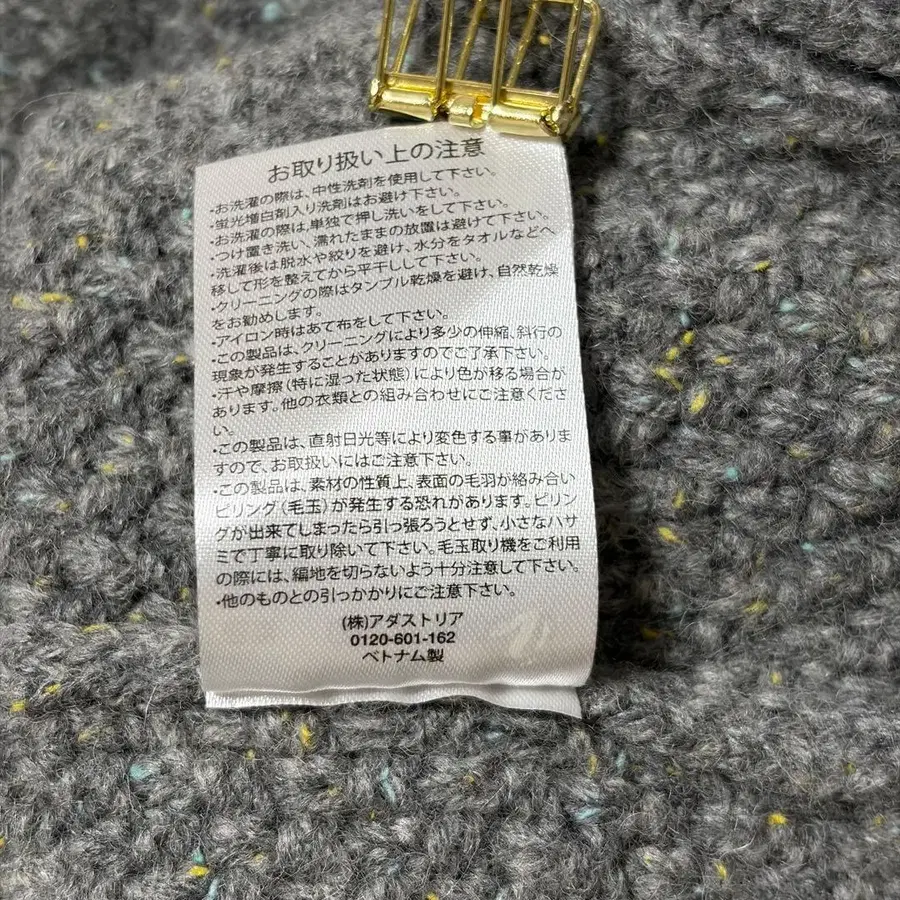 お取り扱い上の注意
・お洗濯の際は、中性洗剤を使用して下さい。
・蛍光増白剤入り洗剤はお避け下さい。
・お洗濯の際は、単独で押し洗いをして下さい。
・つけ置き洗い、濡れたままの放置は避けて下さい。
・洗濯後は脱水や絞りを避け、水分をタオルなどへ
移して形を整えてから平干しして下さい。
・クリーニングの際はタンブル乾燥を避け、自然乾燥
をお勧めします。
・アイロン時はあて布をして下さい。
・この製品は、クリーニングにより多少の伸縮、斜行の
現象が発生することがありますのでご了承下さい。
・汗や摩擦(特に湿った状態)により色が移る場合が
あります。他の衣類との組み合わせにご注意くださ
い。
・この製品は、直射日光等により変色する事がありま
すので、お取扱いにはご注意下さい。
・この製品は、素材の性質上、表面の毛羽が絡み合い
ピリング(毛玉)が発生する恐れがあります。ピリン
グが出来てしまったら引っ張ろうとせず、小さなハサ
ミで丁寧に取り除いて下さい。毛玉取り機をご利用
の際には、編地を切らないよう十分注意して下さい。
・他のものとの引っかかりにご注意下さい。
(株)アダストリア
0120-601-162
ベトナム製